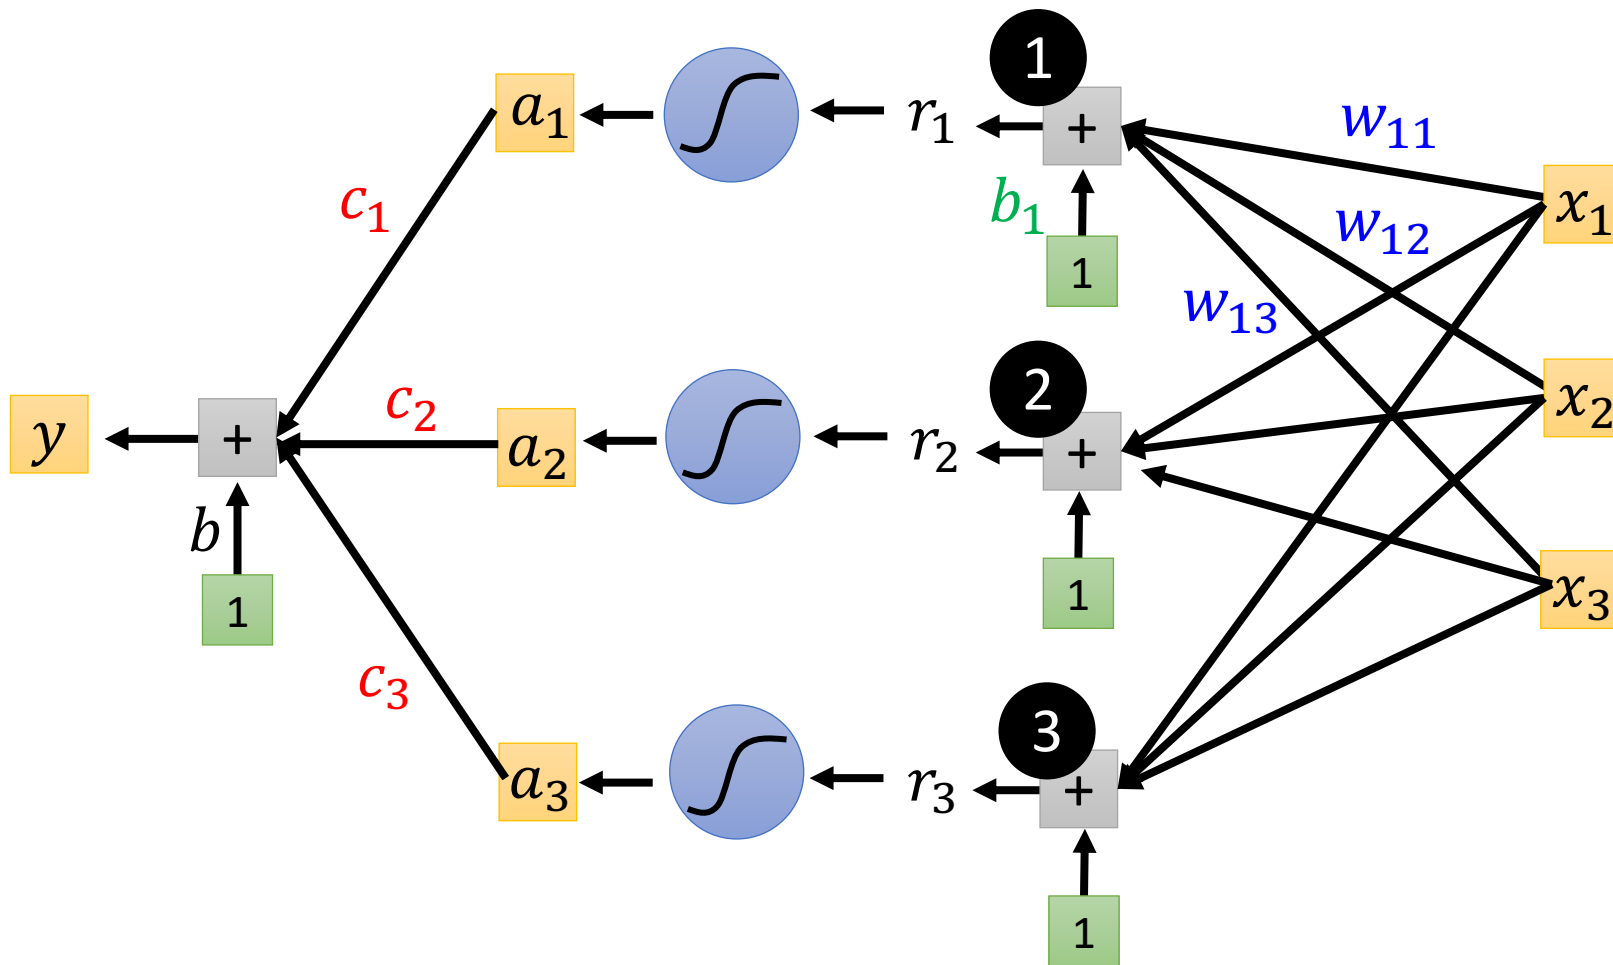 1
a₁
r₁
+
w₁₁
x₁
c₁
b₁
w₁₂
1
w₁₃
2
y
+
c₂
a₂
r₂
+
x₂
b
1
1
x₃
c₃
3
a₃
r₃
+
1